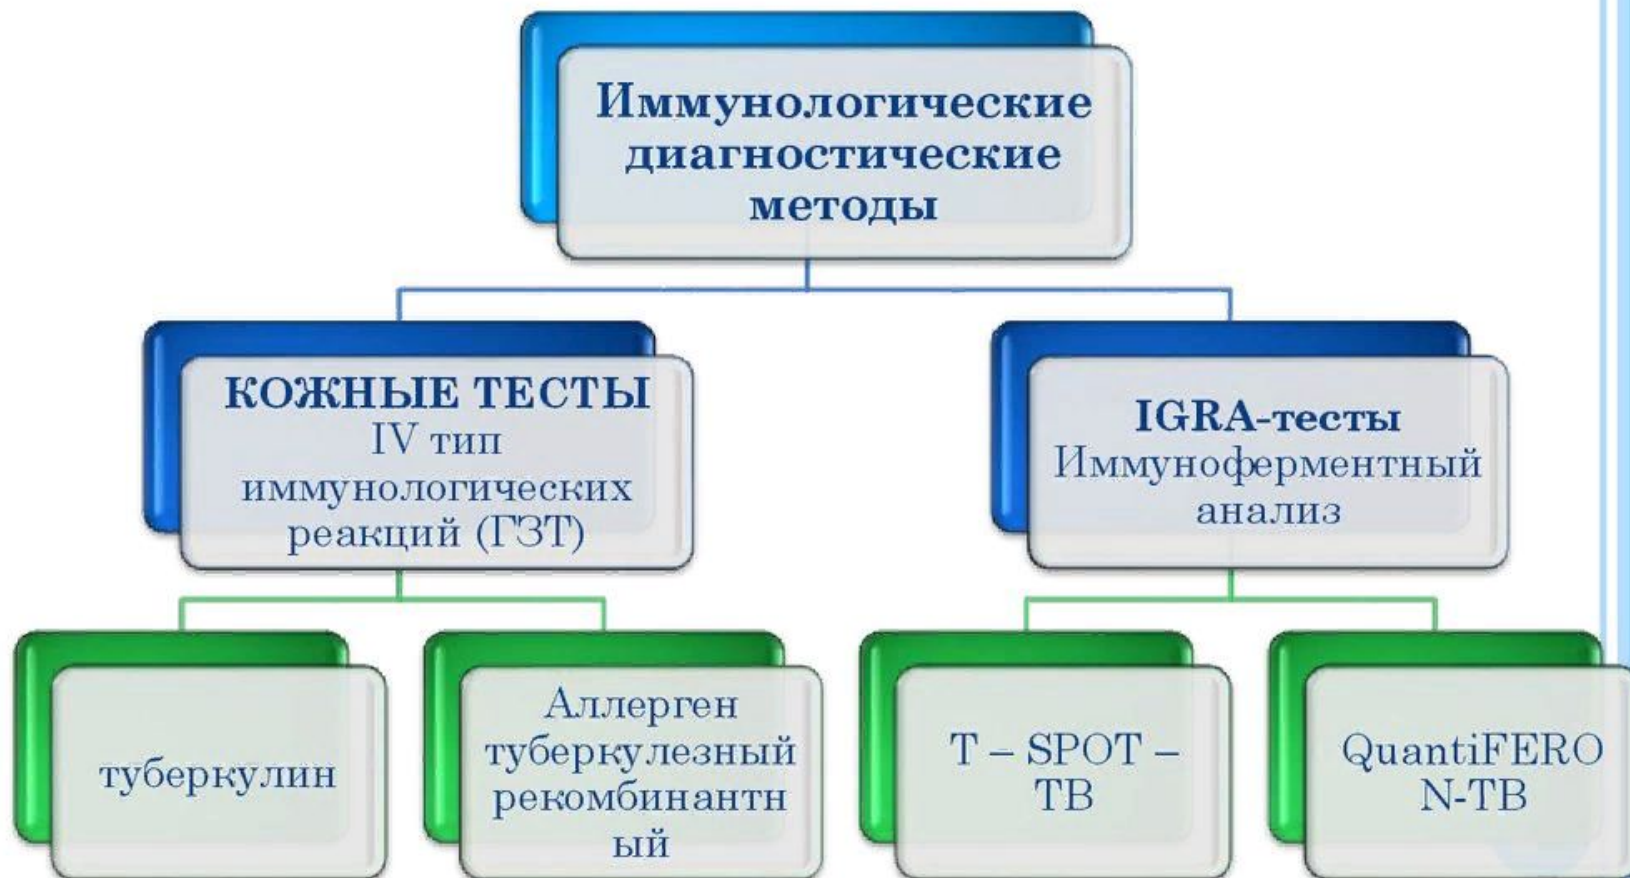 Иммунологические
диагностические
методы
КОЖНЫЕ ТЕСТЫ
IV тип
иммунологических
реакций (ГЗТ)
IGRA-тесты
Иммуноферментный
анализ
туберкулин
Аллерген
туберкулезный
рекомбинантн
ый
T – SPOT –
TB
QuantiFERO
N-TB